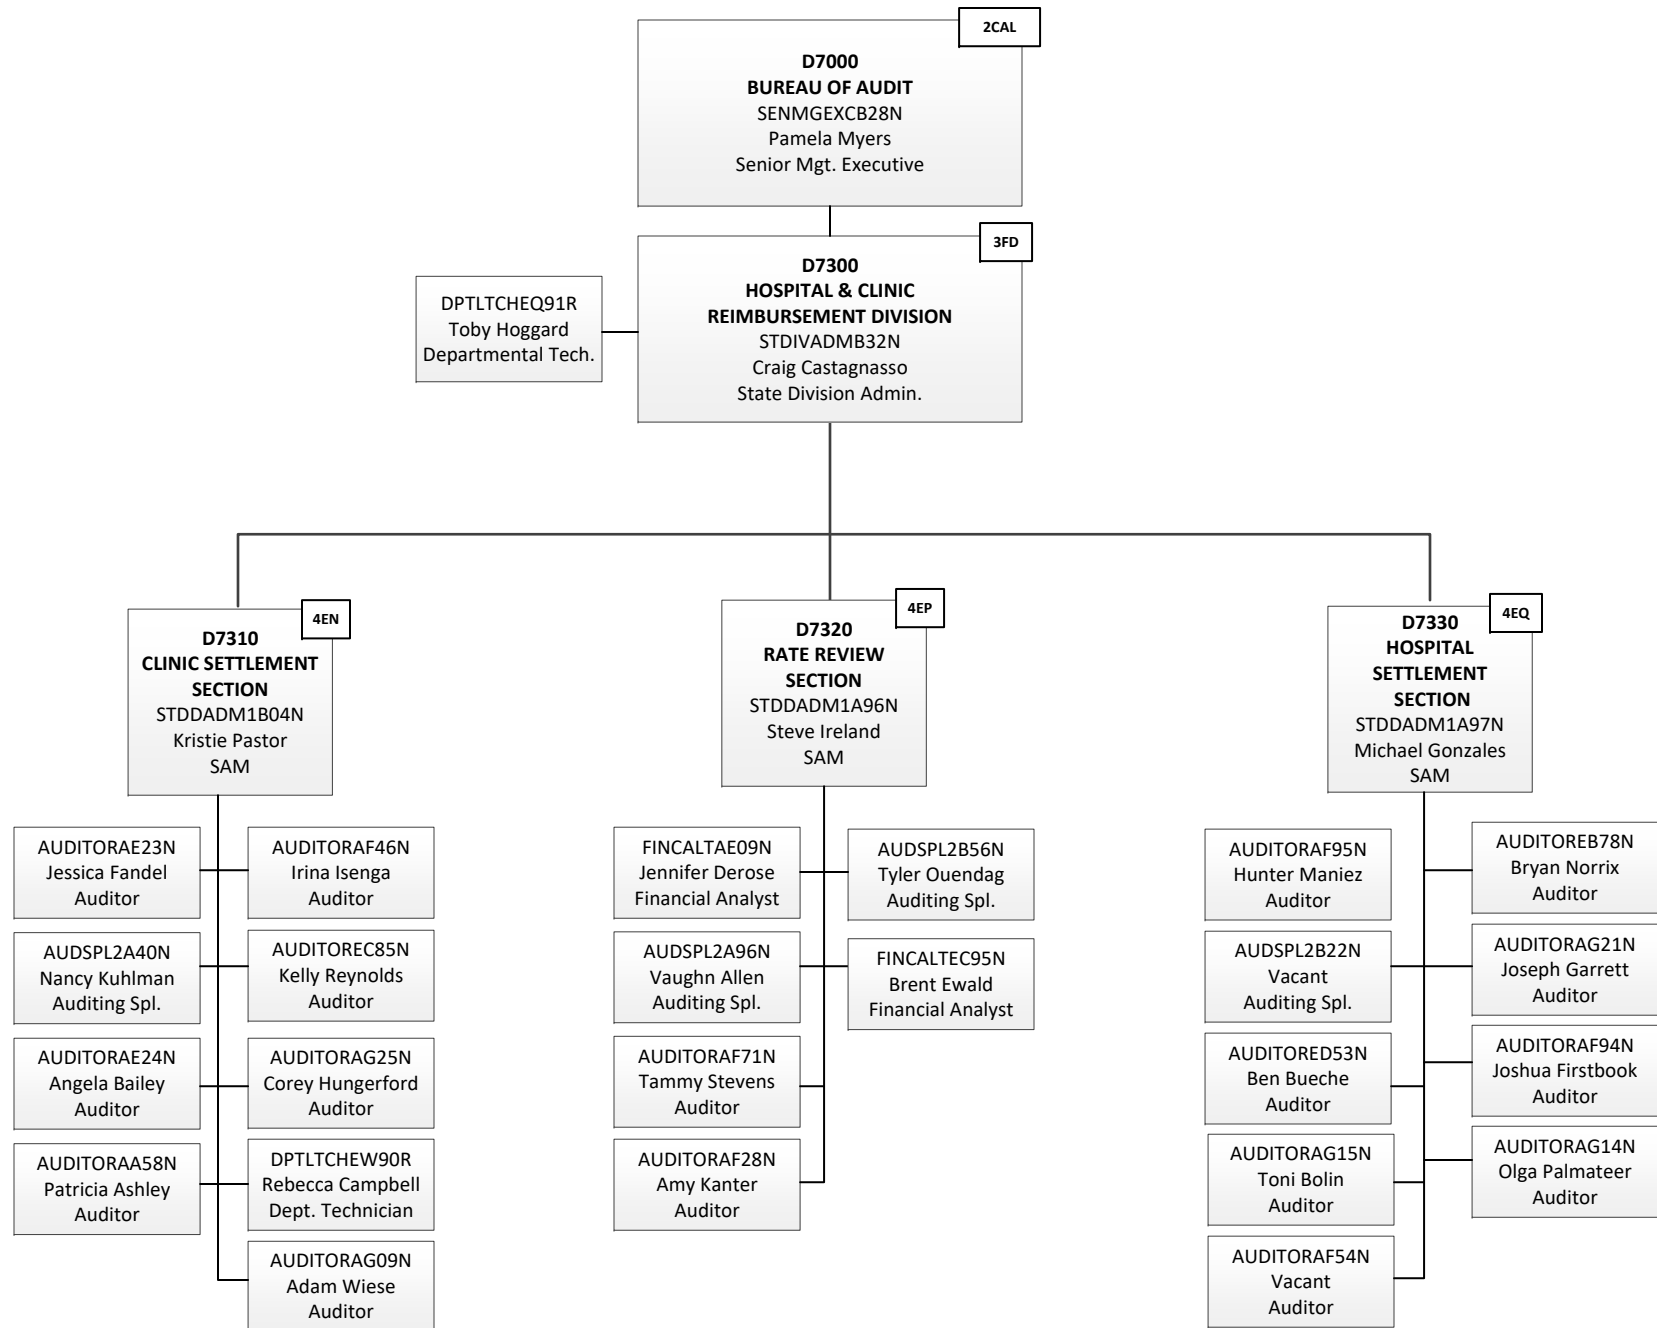 2CAL
D7000
BUREAU OF AUDIT
SENMGEXCB28N
Pamela Myers
Senior Mgt. Executive
3FD
D7300
HOSPITAL & CLINIC
REIMBURSEMENT DIVISION
STDIVADMB32N
Craig Castagnasso
State Division Admin.
DPTLTCHEQ91R
Toby Hoggard
Departmental Tech.
4EN
D7310
CLINIC SETTLEMENT
SECTION
STDDADM1B04N
Kristie Pastor
SAM
AUDITORAE23N
Jessica Fandel
Auditor
AUDITORAF46N
Irina Isenga
Auditor
AUDSPL2A40N
Nancy Kuhlman
Auditing Spl.
AUDITOREC85N
Kelly Reynolds
Auditor
AUDITORAE24N
Angela Bailey
Auditor
AUDITORAG25N
Corey Hungerford
Auditor
AUDITORAA58N
Patricia Ashley
Auditor
DPTLTCHEW90R
Rebecca Campbell
Dept. Technician
AUDITORAG09N
Adam Wiese
Auditor
4EP
D7320
RATE REVIEW
SECTION
STDDADM1A96N
Steve Ireland
SAM
FINCALTAE09N
Jennifer Derose
Financial Analyst
AUDSPL2B56N
Tyler Ouendag
Auditing Spl.
AUDSPL2A96N
Vaughn Allen
Auditing Spl.
FINCALTEC95N
Brent Ewald
Financial Analyst
AUDITORAF71N
Tammy Stevens
Auditor
AUDITORAF28N
Amy Kanter
Auditor
4EQ
D7330
HOSPITAL
SETTLEMENT
SECTION
STDDADM1A97N
Michael Gonzales
SAM
AUDITORAF95N
Hunter Maniez
Auditor
AUDITOREB78N
Bryan Norrix
Auditor
AUDSPL2B22N
Vacant
Auditing Spl.
AUDITORAG21N
Joseph Garrett
Auditor
AUDITORED53N
Ben Bueche
Auditor
AUDITORAF94N
Joshua Firstbook
Auditor
AUDITORAG15N
Toni Bolin
Auditor
AUDITORAG14N
Olga Palmateer
Auditor
AUDITORAF54N
Vacant
Auditor